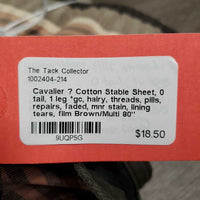 The Tack Collector
1002404-214
Cavalier ? Cotton Stable Sheet, 0
tail, 1 leg *gc, hairy, threads, pills,
repairs, faded, mnr stain, lining
tears, film Brown/Multi 80"
9UQP5G
$18.50